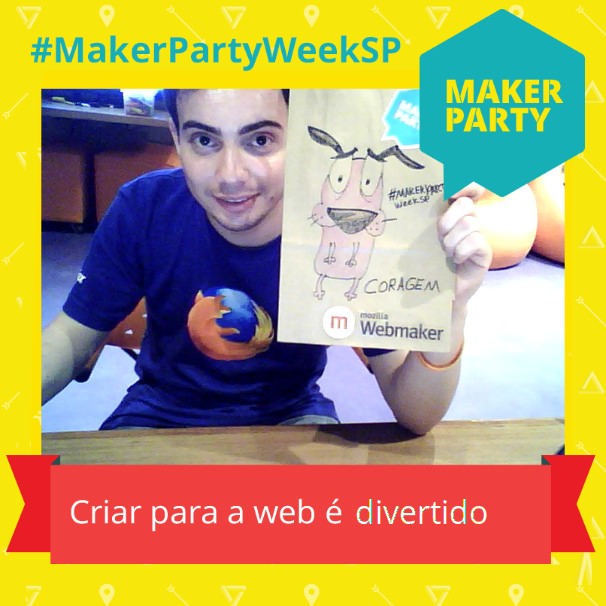 #MakerPartyWeekSP
MAKER
PARTY
#MAKERPARTY
WeekSP
CORAGEM
m
mozilla
Webmaker
Criar para a web é divertido